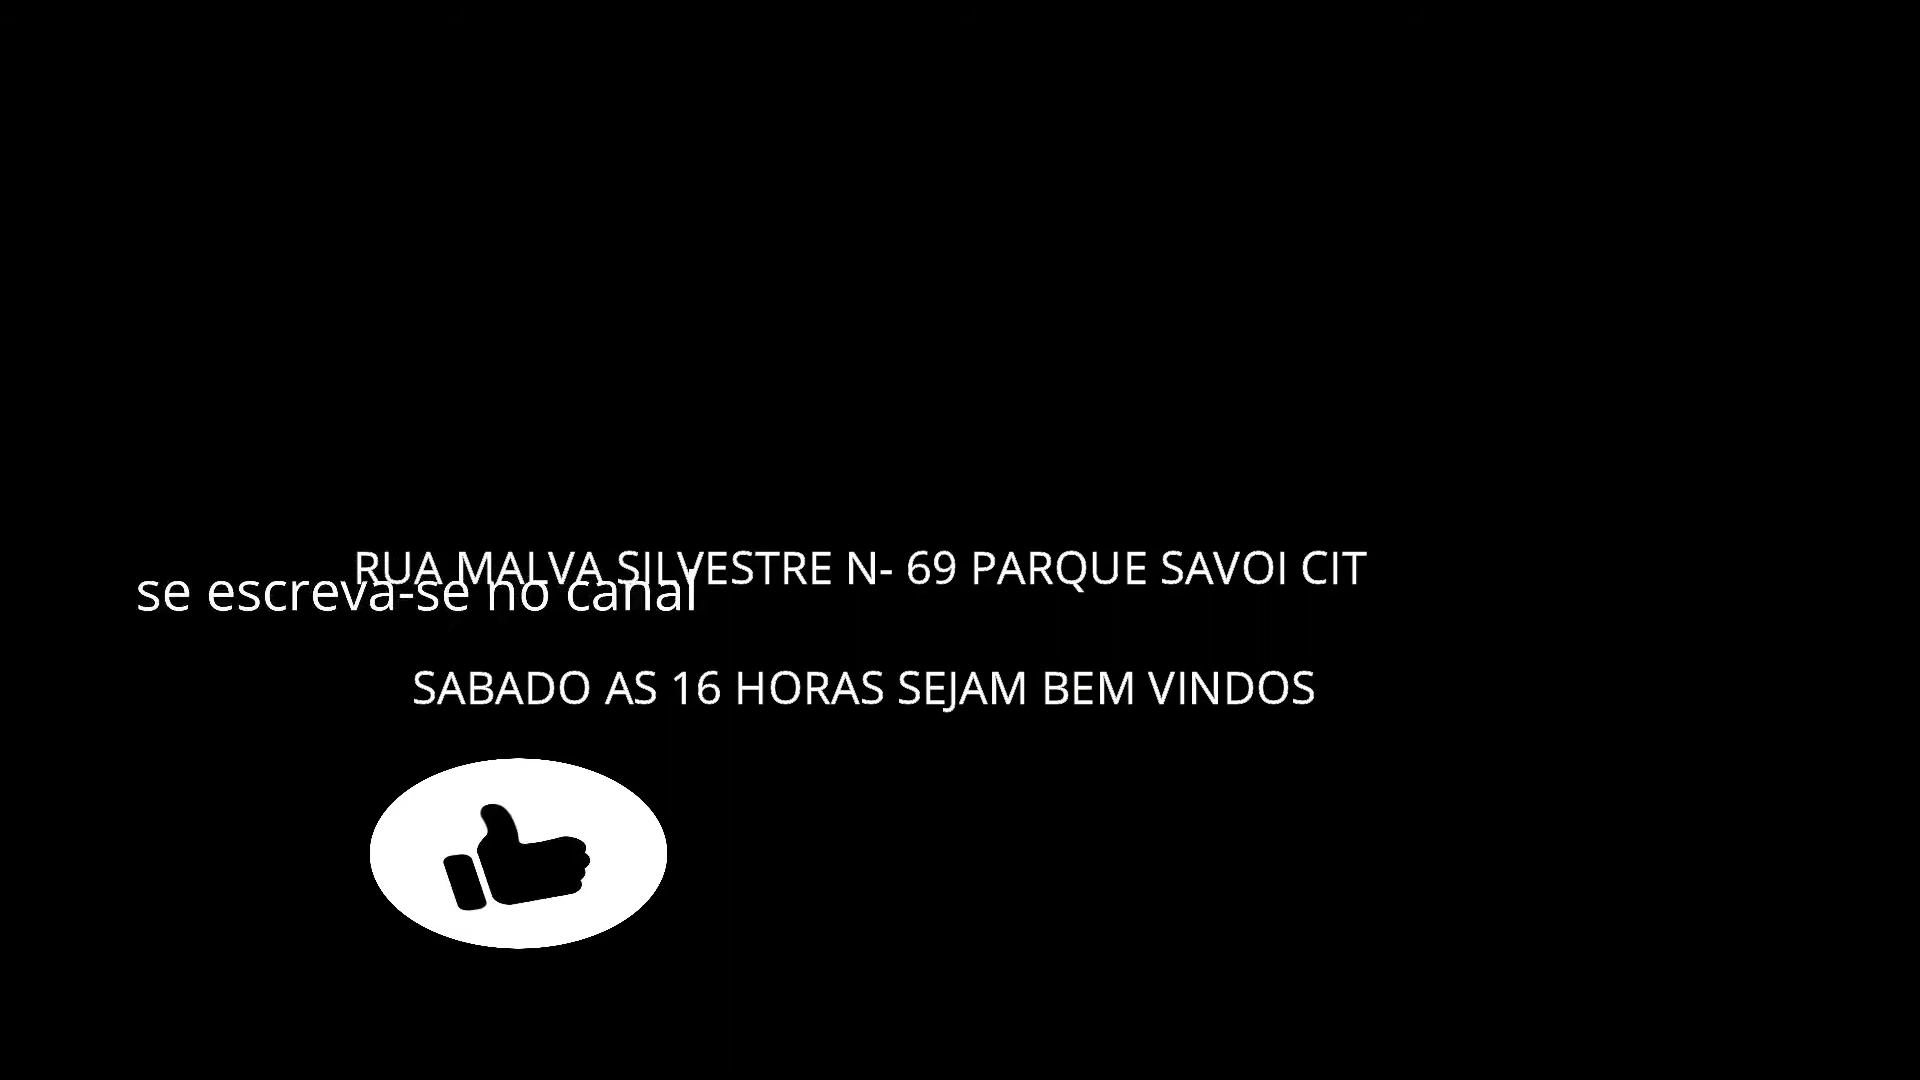 RUA MALVA SILVESTRE N- 69 PARQUE SAVOI CIT
se escreva-se no canal
SABADO AS 16 HORAS SEJAM BEM VINDOS